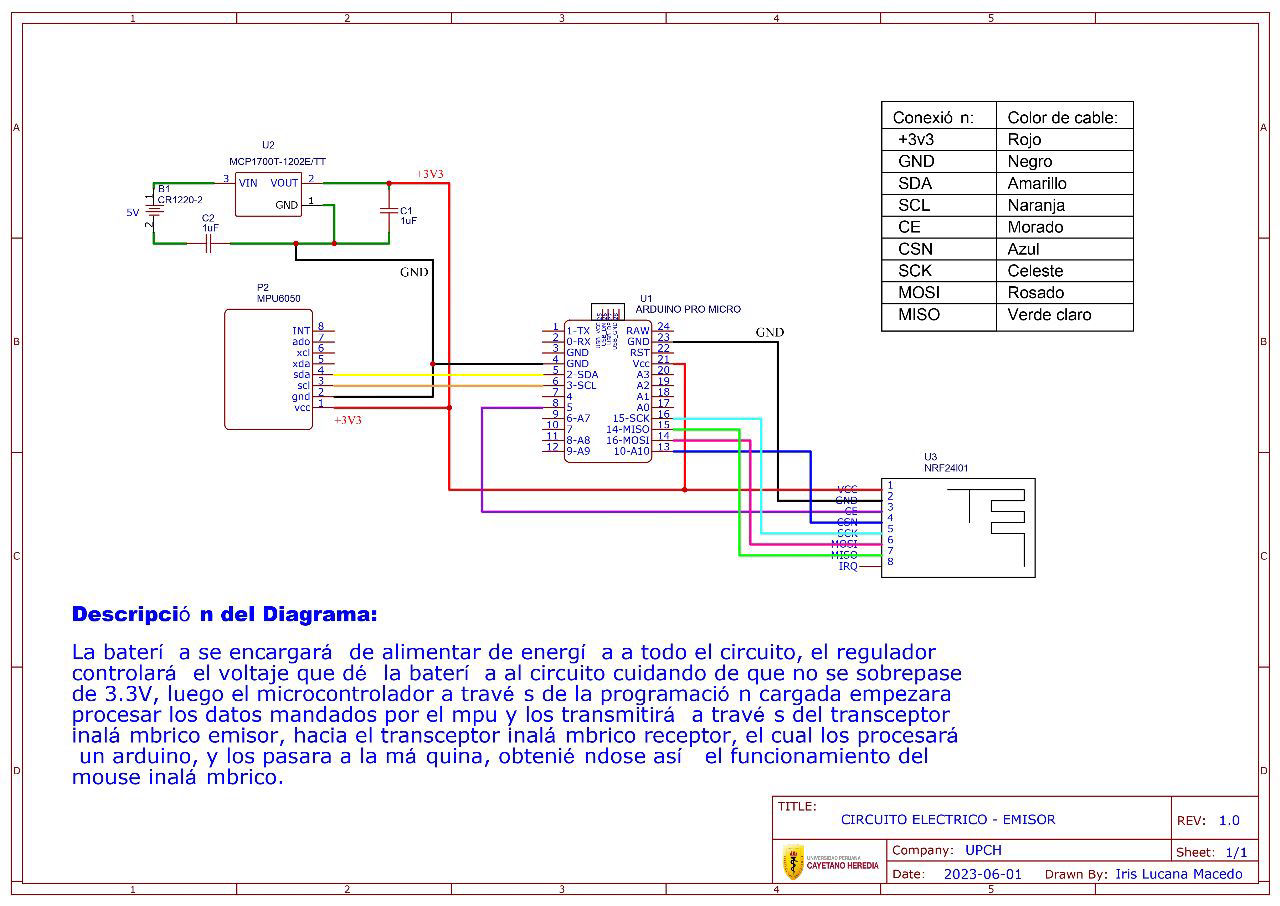 1 2 3 4 5
A A
B B
C C
D D
1 2 3 4 5
Conexió n: Color de cable:
+3v3 Rojo
GND Negro
SDA Amarillo
SCL Naranja
CE Morado
CSN Azul
SCK Celeste
MOSI Rosado
MISO Verde claro
U2
MCP1700T-1202E/TT
3 VIN VOUT 2
GND 1
+3V3
B1
CR1220-2
5V
1
2
C2
1uF
C1
1uF
GND
P2
MPU6050
INT 8
ado 7
xcl 6
xda 5
sda 4
scl 3
gnd 2
vcc 1
+3V3
U1
ARDUINO PRO MICRO
1 1-TX RAW 24
2 0-RX GND 23
3 GND RST 22
4 GND Vcc 21
5 2-SDA A3 20
6 3-SCL A2 19
7 4 A1 18
8 5 A0 17
9 6-A7 15-SCK 16
10 7 14-MISO 15
11 8-A8 16-MOSI 14
12 9-A9 10-A10 13
GND
U3
NRF24l01
VCC 1
GND 2
CE 3
CSN 4
SCK 5
MOSI 6
MISO 7
IRQ 8
Descripció n del Diagrama:
La baterí a se encargará de alimentar de energí a a todo el circuito, el regulador
controlará el voltaje que dé la baterí a al circuito cuidando de que no se sobrepase
de 3.3V, luego el microcontrolador a travé s de la programació n cargada empezara
procesar los datos mandados por el mpu y los transmitirá a travé s del transceptor
inalá mbrico emisor, hacia el transceptor inalá mbrico receptor, el cual los procesará
un arduino, y los pasara a la má quina, obtenié ndose así el funcionamiento del
mouse inalá mbrico.
TITLE:
CIRCUITO ELECTRICO - EMISOR
REV: 1.0
UNIVERSIDAD PERUANA
CAYETANO HEREDIA
Company: UPCH
Sheet: 1/1
Date: 2023-06-01 Drawn By: Iris Lucana Macedo